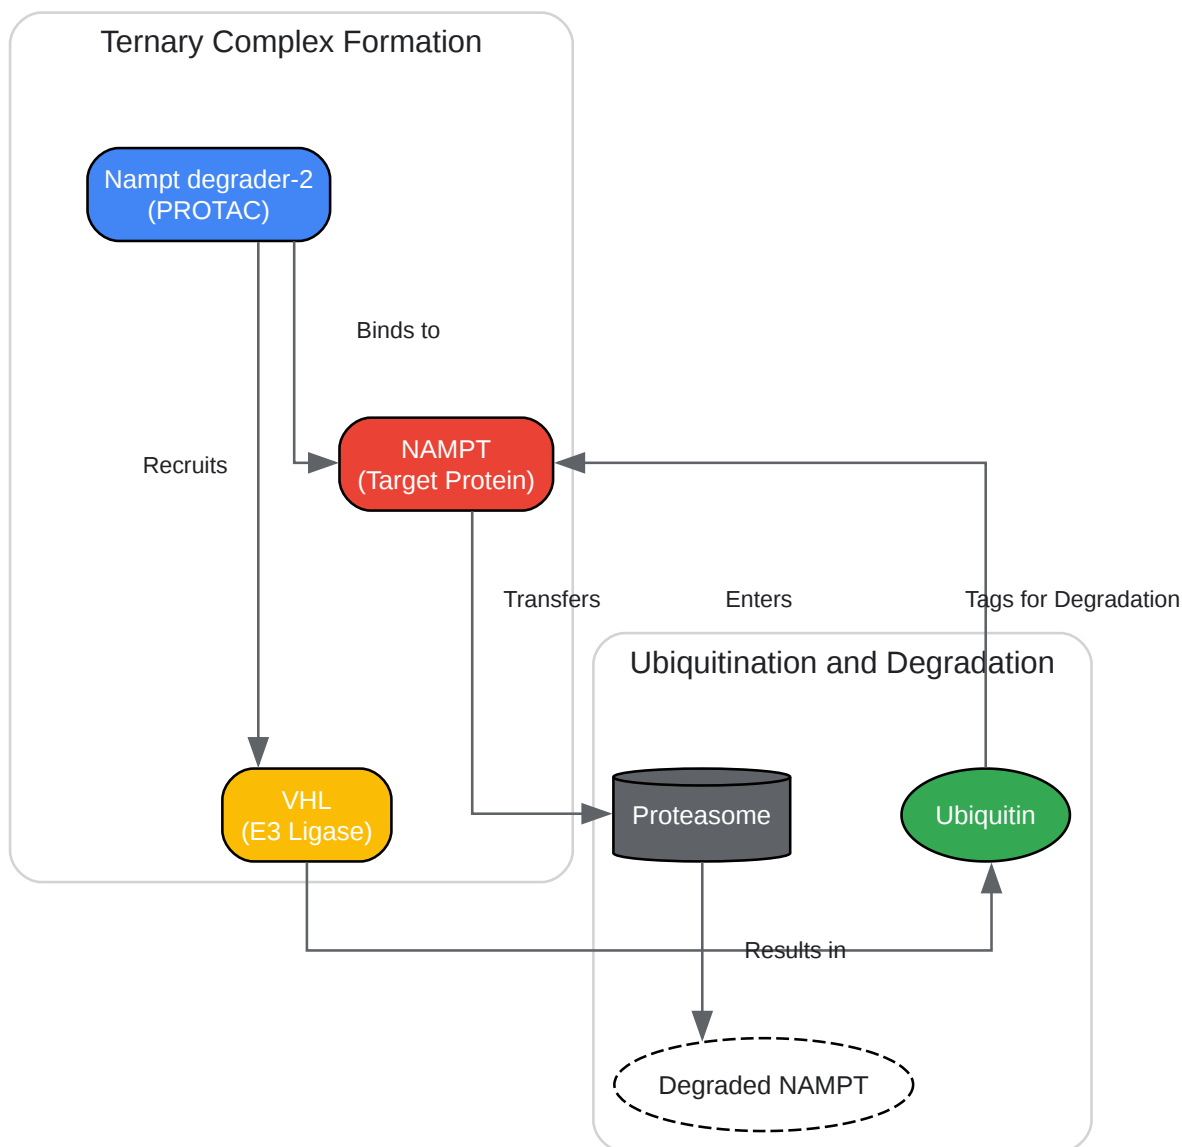 Ternary Complex Formation
Nampt degrader-2
(PROTAC)
Binds to
Recruits
NAMPT
(Target Protein)
Transfers
Enters
Tags for Degradation
Ubiquitination and Degradation
VHL
(E3 Ligase)
Proteasome
Ubiquitin
Results in
Degraded NAMPT